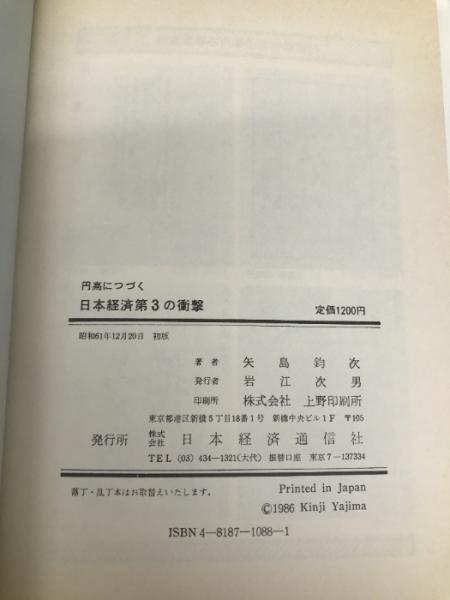 円高につづく
日本経済第3の衝撃 定価1200円
昭和61年12月20日 初版
著者 矢島鈞次
発行者 岩江次男
印刷所 株式会社 上野印刷所
東京都港区新橋5丁目18番1号 新橋中央ビル1F 〒105
発行所 株式会社 日本経済通信社
TEL (03) 434―1321(大代) 振替口座 東京7―137334
落丁・乱丁本はお取替えいたします。
Printed in Japan
©1986 Kinji Yajima
ISBN 4―8187―1088―1